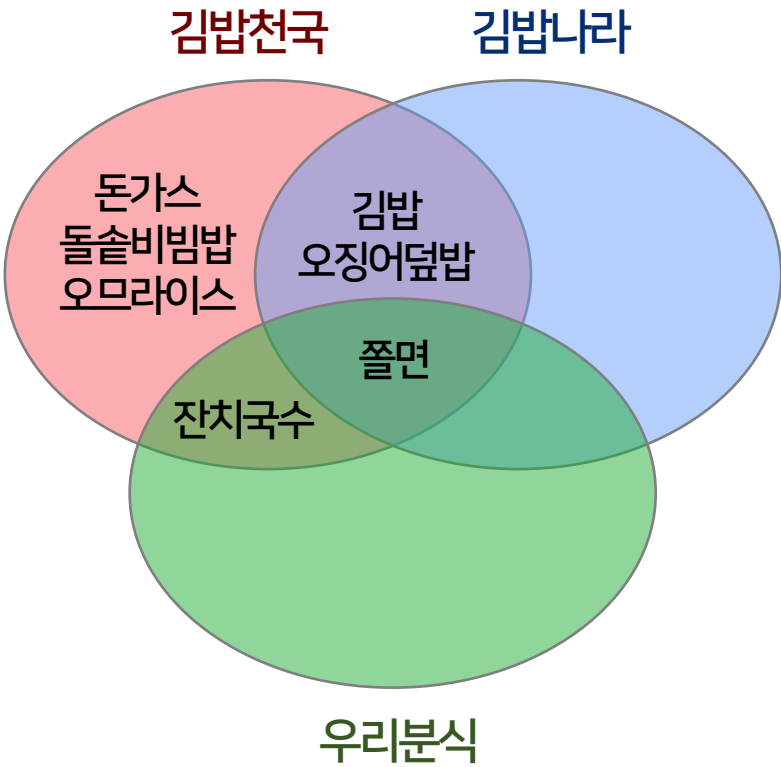 김밥천국
김밥나라
돈가스
돌솥비빔밥
오므라이스
김밥
오징어덮밥
쫄면
잔치국수
우리분식